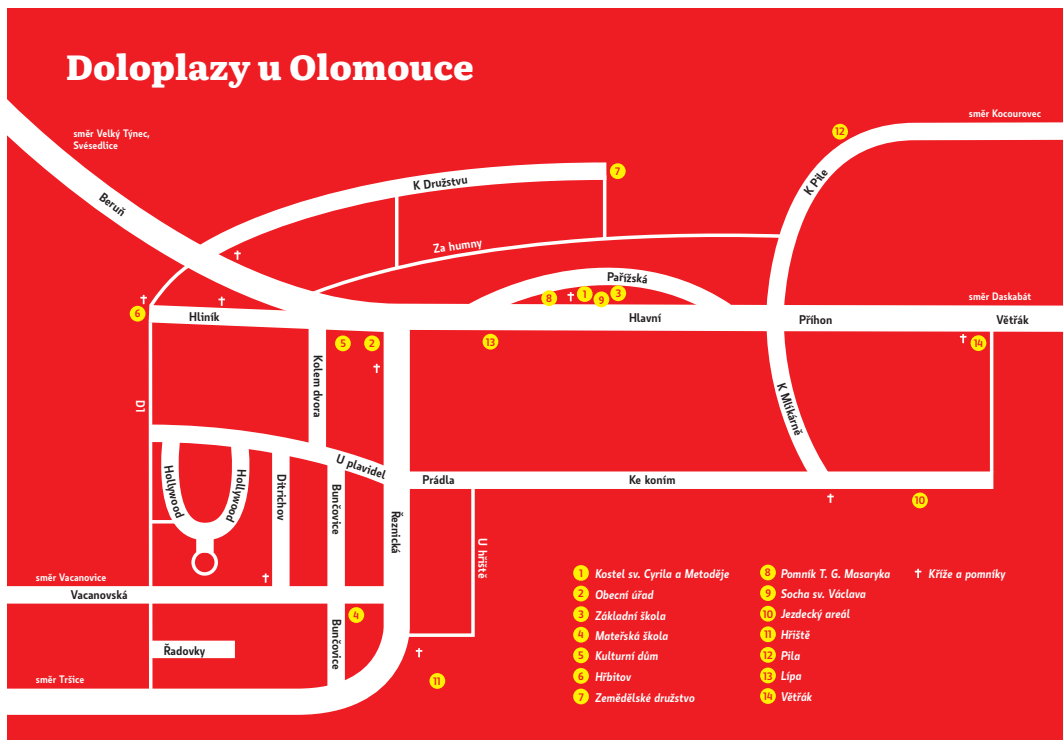 Doloplazy u Olomouce
směr Kocourovec
12
směr Velký Týnec,
Svésedlice
K Družstvu
7
K Pile
Beruň
Za humny
Pařížská
8
1
9
3
směr Daskabát
6
Hliník
Hlavní
Příhon
Větřák
5
2
13
14
Kolem dvora
K Mlíkárně
Dl
U plavidel
Prádla
Ke koním
10
Hollywood
Hollywood
Ditrichov
Bunčovice
Řeznická
U hřiště
směr Vacanovice
Vacanovská
4
Bunčovice
Řadovky
směr Tršice
11
1 Kostel sv. Cyrila a Metoděje
2 Obecní úřad
3 Základní škola
4 Mateřská škola
5 Kulturní dům
6 Hřbitov
7 Zemědělské družstvo
8 Pomník T. G. Masaryka
9 Socha sv. Václava
10 Jezdecký areál
11 Hřiště
12 Pila
13 Lípa
14 Větřák
✝ Kříže a pomníky